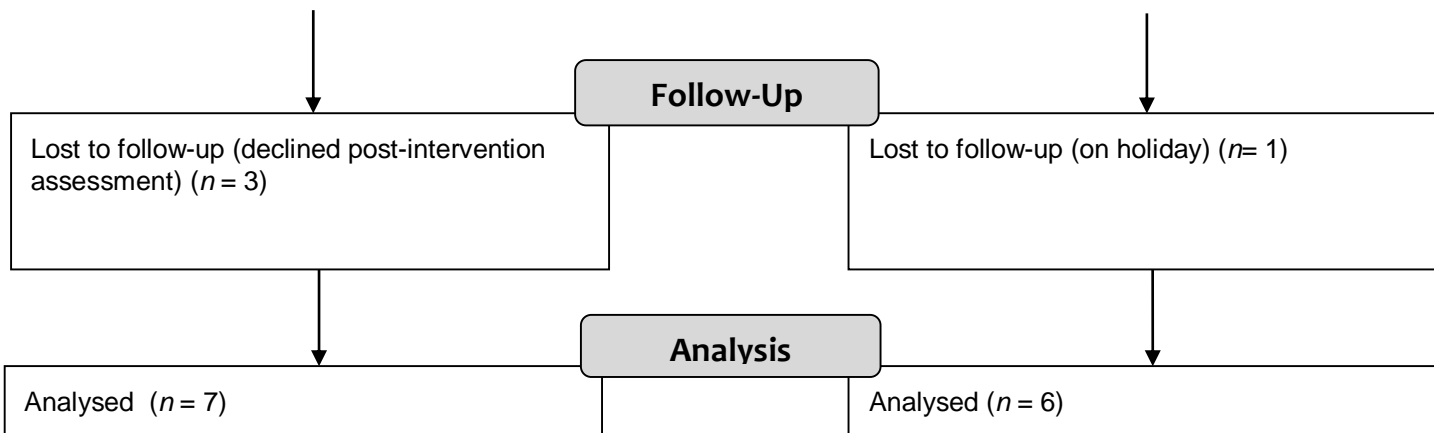 Follow-Up
Lost to follow-up (declined post-intervention
assessment) (n = 3)
Lost to follow-up (on holiday) (n= 1)
Analysis
Analysed  (n = 7)
Analysed (n = 6)